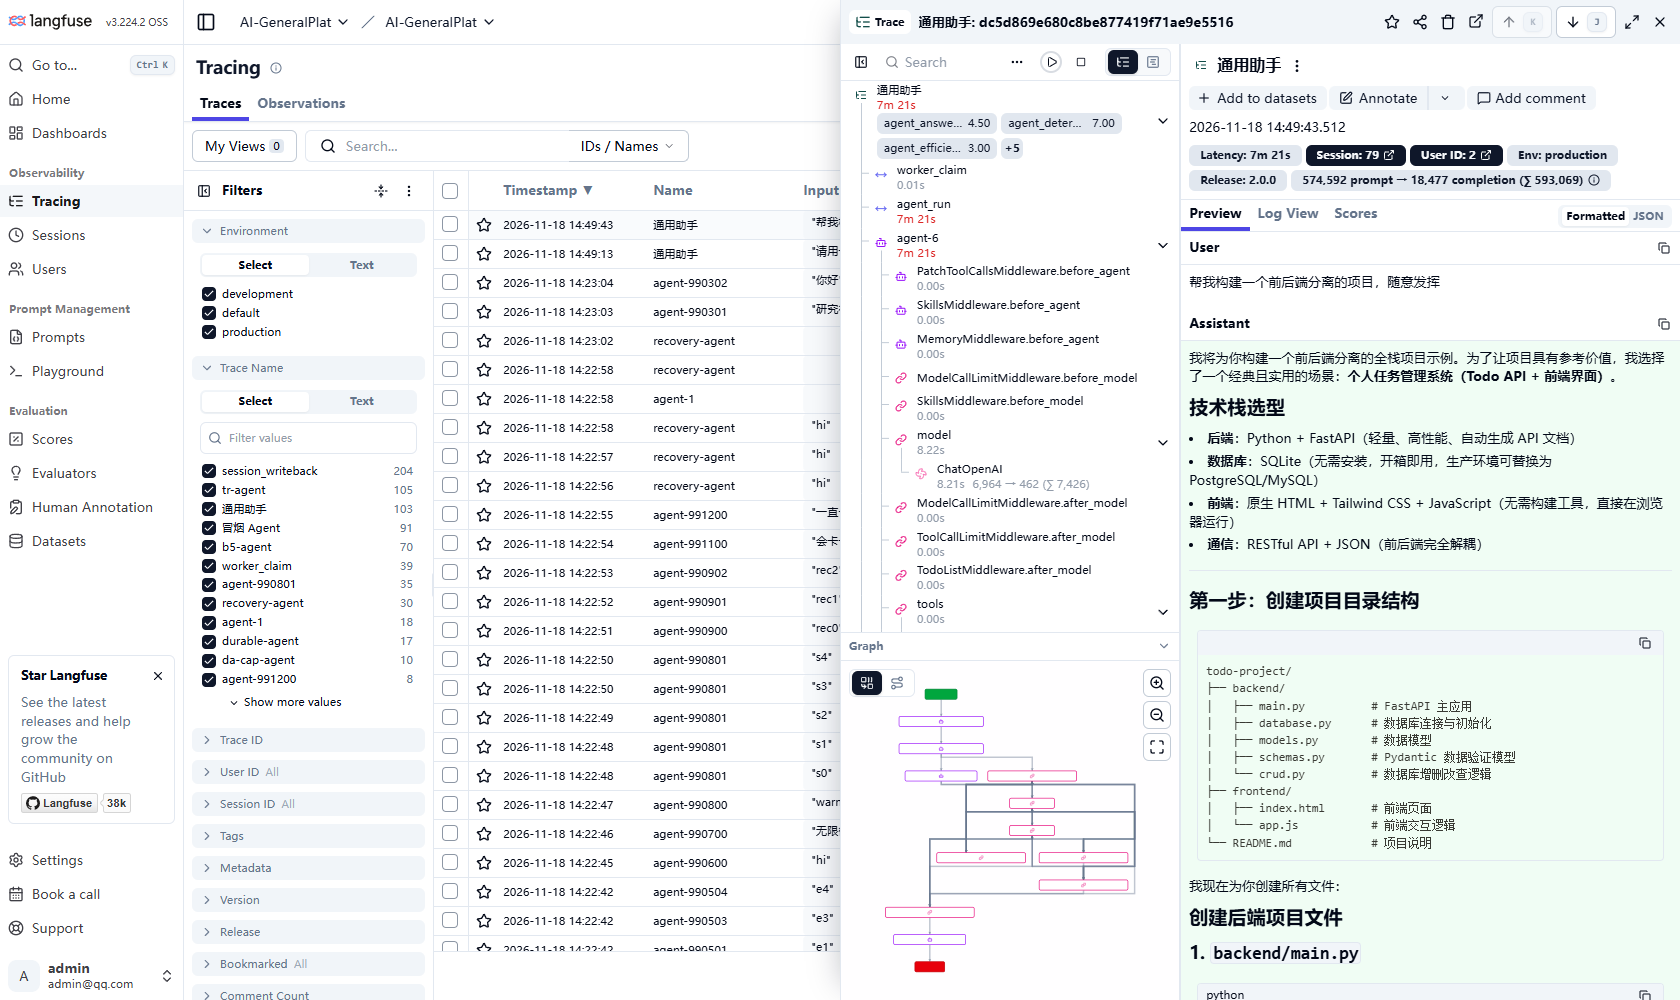 langfuse v3.224.2 OSS
Go to... Ctrl K
Home
Dashboards
Observability
Tracing
Sessions
Users
Prompt Management
Prompts
Playground
Evaluation
Scores
Evaluators
Human Annotation
Datasets
Star Langfuse
See the latest
releases and help
grow the
community on
GitHub
Langfuse 38k
Settings
Book a call
Support
A admin
admin@qq.com
AI-GeneralPlat / AI-GeneralPlat
Tracing
Traces Observations
My Views 0 Search... IDs / Names
Filters
Environment
Select Text
development
default
production
Trace Name
Select Text
Filter values
session_writeback 204
tr-agent 105
通用助手 103
冒烟 Agent 91
b5-agent 70
worker_claim 39
agent-990801 35
recovery-agent 30
agent-1 18
durable-agent 17
da-cap-agent 10
agent-991200 8
Show more values
Trace ID
User ID All
Session ID All
Tags
Metadata
Version
Release
Bookmarked All
Comment Count
Timestamp ▼ Name Input
2026-11-18 14:49:43 通用助手 "帮我
2026-11-18 14:49:13 通用助手 "请用
2026-11-18 14:23:04 agent-990302 "你好
2026-11-18 14:23:03 agent-990301 "研究
2026-11-18 14:23:02 recovery-agent
2026-11-18 14:22:58 recovery-agent
2026-11-18 14:22:58 agent-1
2026-11-18 14:22:58 recovery-agent "hi"
2026-11-18 14:22:57 recovery-agent "hi"
2026-11-18 14:22:56 recovery-agent "hi"
2026-11-18 14:22:55 agent-991200 "一直
2026-11-18 14:22:54 agent-991100 "会卡
2026-11-18 14:22:53 agent-990902 "rec2"
2026-11-18 14:22:52 agent-990901 "rec1"
2026-11-18 14:22:51 agent-990900 "rec0"
2026-11-18 14:22:50 agent-990801 "s4"
2026-11-18 14:22:50 agent-990801 "s3"
2026-11-18 14:22:49 agent-990801 "s2"
2026-11-18 14:22:48 agent-990801 "s1"
2026-11-18 14:22:48 agent-990801 "s0"
2026-11-18 14:22:47 agent-990800 "warn
2026-11-18 14:22:46 agent-990700 "无限
2026-11-18 14:22:45 agent-990600 "hi"
2026-11-18 14:22:42 agent-990504 "e4"
2026-11-18 14:22:42 agent-990503 "e3"
2026-11-18 14:22:42 agent-990501 "e1"
Trace 通用助手: dc5d869e680c8be877419f71ae9e5516 K J
Search
通用助手
7m 21s
agent_answe... 4.50 agent_deter... 7.00
agent_efficie... 3.00 +5
worker_claim
0.01s
agent_run
7m 21s
agent-6
7m 21s
PatchToolCallsMiddleware.before_agent
0.00s
SkillsMiddleware.before_agent
0.00s
MemoryMiddleware.before_agent
0.00s
ModelCallLimitMiddleware.before_model
SkillsMiddleware.before_model
0.00s
model
8.22s
ChatOpenAI
8.21s 6,964 → 462 (∑ 7,426)
ModelCallLimitMiddleware.after_model
0.00s
ToolCallLimitMiddleware.after_model
0.00s
TodoListMiddleware.after_model
0.00s
tools
0.00s
Graph
通用助手
Add to datasets Annotate Add comment
2026-11-18 14:49:43.512
Latency: 7m 21s Session: 79 User ID: 2 Env: production
Release: 2.0.0 574,592 prompt → 18,477 completion (∑ 593,069)
Preview Log View Scores Formatted JSON
User
帮我构建一个前后端分离的项目，随意发挥
Assistant
我将为你构建一个前后端分离的全栈项目示例。为了让项目具有参考价值，我选择
了一个经典且实用的场景：个人任务管理系统（Todo API + 前端界面）。
技术栈选型
• 后端：Python + FastAPI（轻量、高性能、自动生成 API 文档）
• 数据库：SQLite（无需安装，开箱即用，生产环境可替换为
PostgreSQL/MySQL）
• 前端：原生 HTML + Tailwind CSS + JavaScript（无需构建工具，直接在浏览
器运行）
• 通信：RESTful API + JSON（前后端完全解耦）
第一步：创建项目目录结构
todo-project/
├── backend/
│   ├── main.py # FastAPI 主应用
│   ├── database.py # 数据库连接与初始化
│   ├── models.py # 数据模型
│   ├── schemas.py # Pydantic 数据验证模型
│   └── crud.py # 数据库增删改查逻辑
├── frontend/
│   ├── index.html # 前端页面
│   └── app.js # 前端交互逻辑
└── README.md # 项目说明
我现在为你创建所有文件：
创建后端项目文件
1. backend/main.py
python